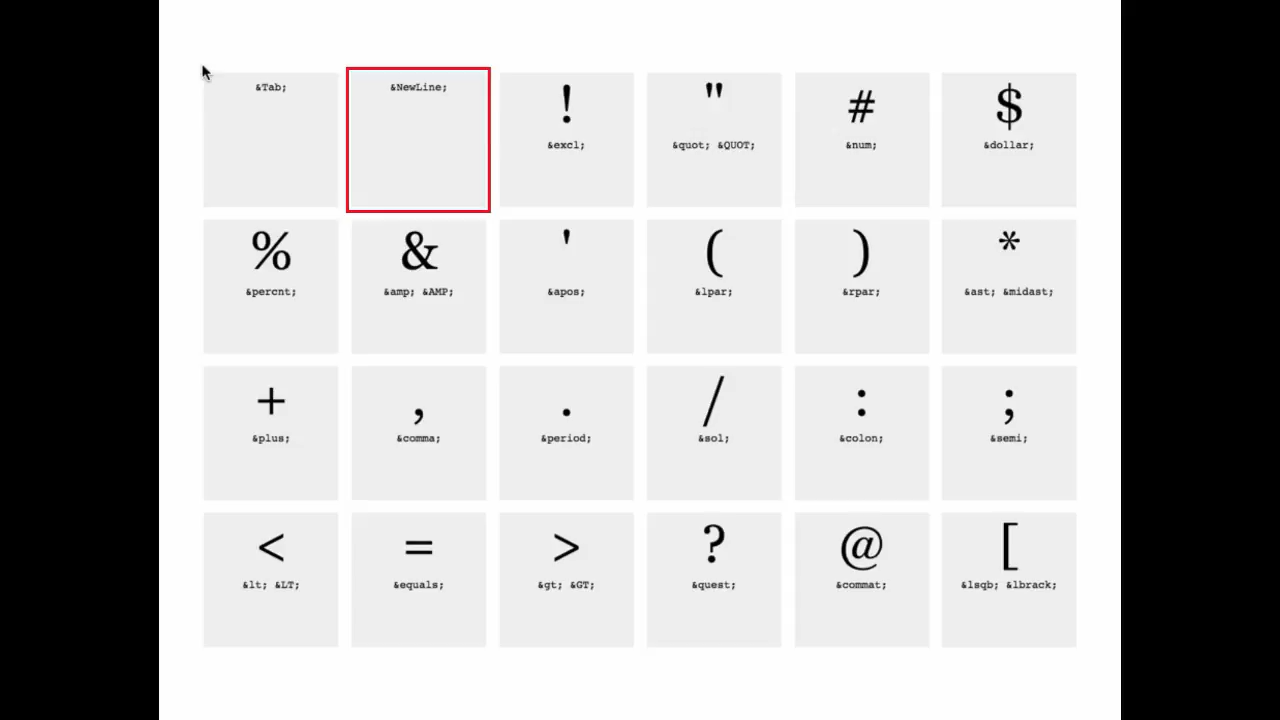 &Tab; &NewLine; ! " # $
&excl; &quot; &QUOT; &num; &dollar;
% & ' ( ) *
&percnt; &amp; &AMP; &apos; &lpar; &rpar; &ast; &midast;
+ , . / : ;
&plus; &comma; &period; &sol; &colon; &semi;
< = > ? @ [
&lt; &LT; &equals; &gt; &GT; &quest; &commat; &lsqb; &lbrack;